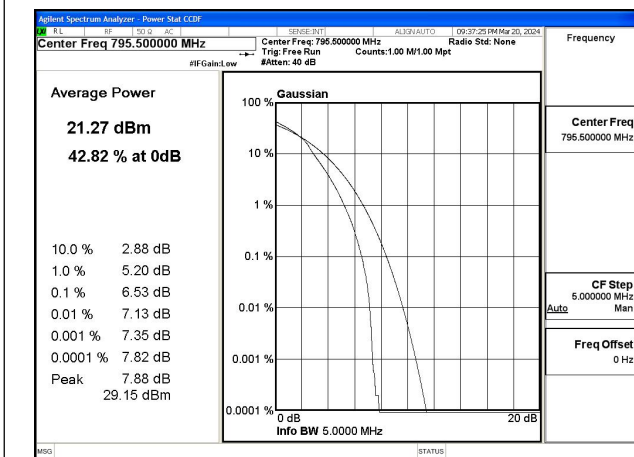 Agilent Spectrum Analyzer - Power Stat CCDF
LXI RL RF 50 Ω AC SENSE:INT ALIGN AUTO 09:37:25 PM Mar 20, 2024
Center Freq 795.500000 MHz
Center Freq: 795.500000 MHz Radio Std: None
Trig: Free Run Counts:1.00 M/1.00 Mpt
#IFGain:Low #Atten: 40 dB
Average Power
21.27 dBm
42.82 % at 0dB
10.0 % 2.88 dB
1.0 % 5.20 dB
0.1 % 6.53 dB
0.01 % 7.13 dB
0.001 % 7.35 dB
0.0001 % 7.82 dB
Peak 7.88 dB
29.15 dBm
Gaussian
100 %
10 %
1 %
0.1 %
0.01 %
0.001 %
0.0001 %
0 dB 20 dB
Info BW 5.0000 MHz
Frequency
Center Freq
795.500000 MHz
CF Step
5.000000 MHz
Auto Man
Freq Offset
0 Hz
MSG STATUS